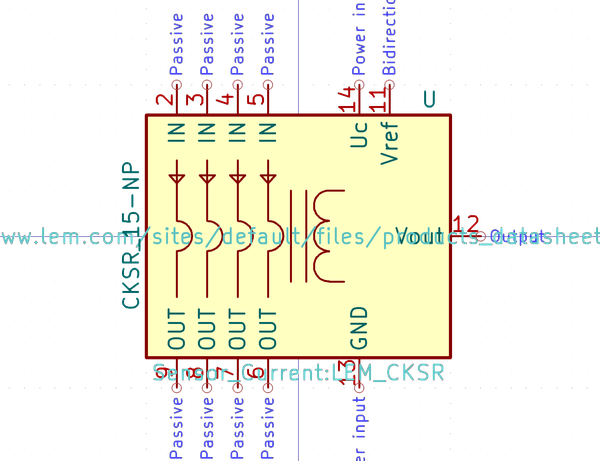 Passive Passive Passive Passive Power in Bidirectio
2 3 4 5 14 11 U
IN IN IN IN Uc Vref
CKSR_15-NP
ww.lem.com/sites/default/files/products_datasheet
Vout 12 Output
OUT OUT OUT OUT GND
Sensor_Current:LEM_CKSR
9 8 7 6 13
Passive Passive Passive Passive er input